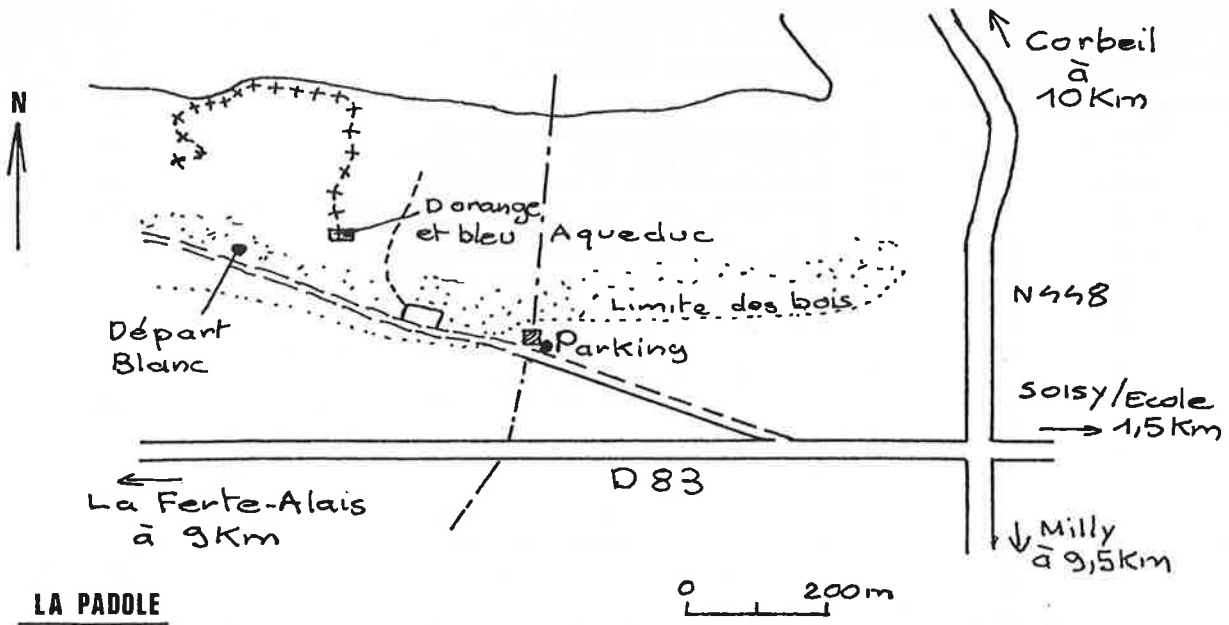 Corbeil
à
10Km
N
D orange
et bleu
Aqueduc
Limite des bois
N448
Départ
Blanc
Parking
Soisy/Ecole
1,5Km
D 83
La Ferte-Alais
à 9Km
Milly
à 9,5Km
LA PADOLE
0 200m